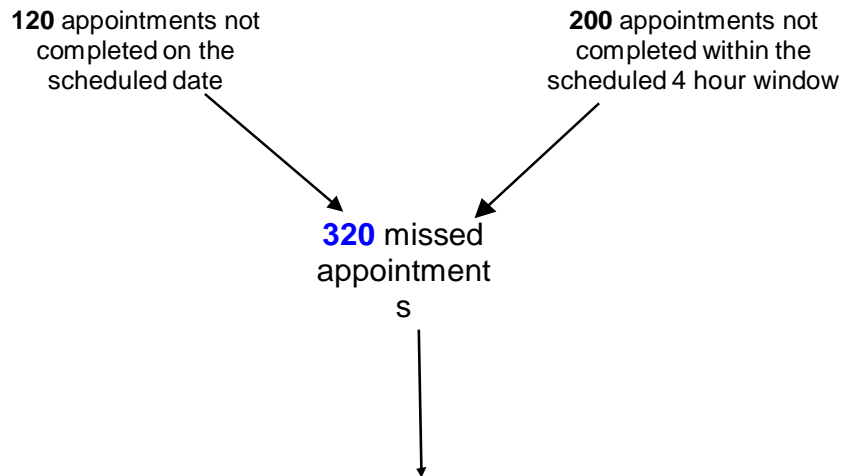 120 appointments not
completed on the
scheduled date
200 appointments not
completed within the
scheduled 4 hour window
320 missed
appointment
s